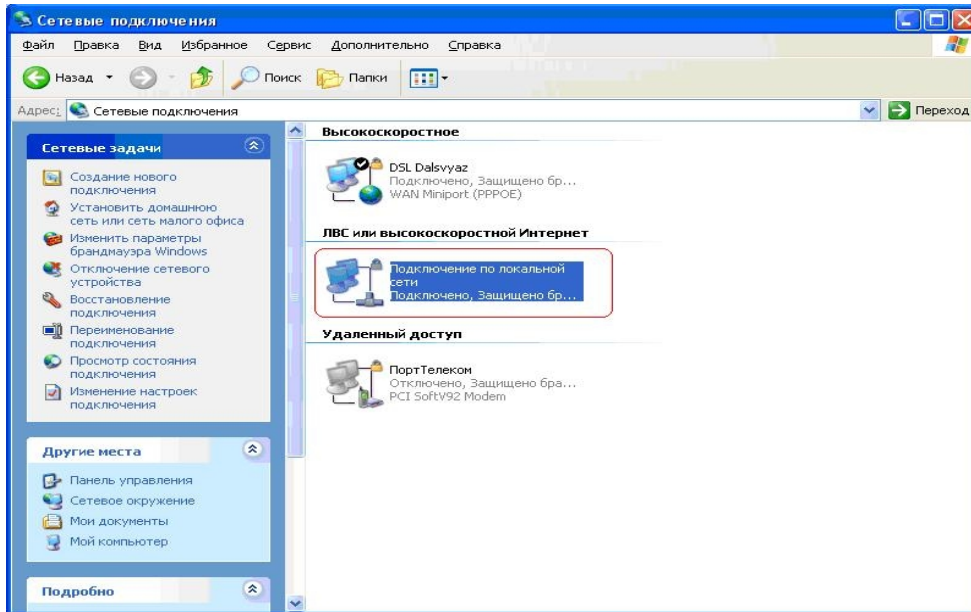 Сетевые подключения
Файл Правка Вид Избранное Сервис Дополнительно Справка
Назад Поиск Папки
Адрес: Сетевые подключения Переход
Сетевые задачи
Создание нового
подключения
Установить домашнюю
сеть или сеть малого офиса
Изменить параметры
брандмауэра Windows
Отключение сетевого
устройства
Восстановление
подключения
Переименование
подключения
Просмотр состояния
подключения
Изменение настроек
подключения
Другие места
Панель управления
Сетевое окружение
Мои документы
Мой компьютер
Подробно
Высокоскоростное
DSL Dalsvyaz
Подключено, Защищено бр...
WAN Miniport (PPPOE)
ЛВС или высокоскоростной Интернет
Подключение по локальной
сети
Подключено, Защищено бр...
Удаленный доступ
ПортТелеком
Отключено, Защищено бра...
PCI SoftV92 Modem